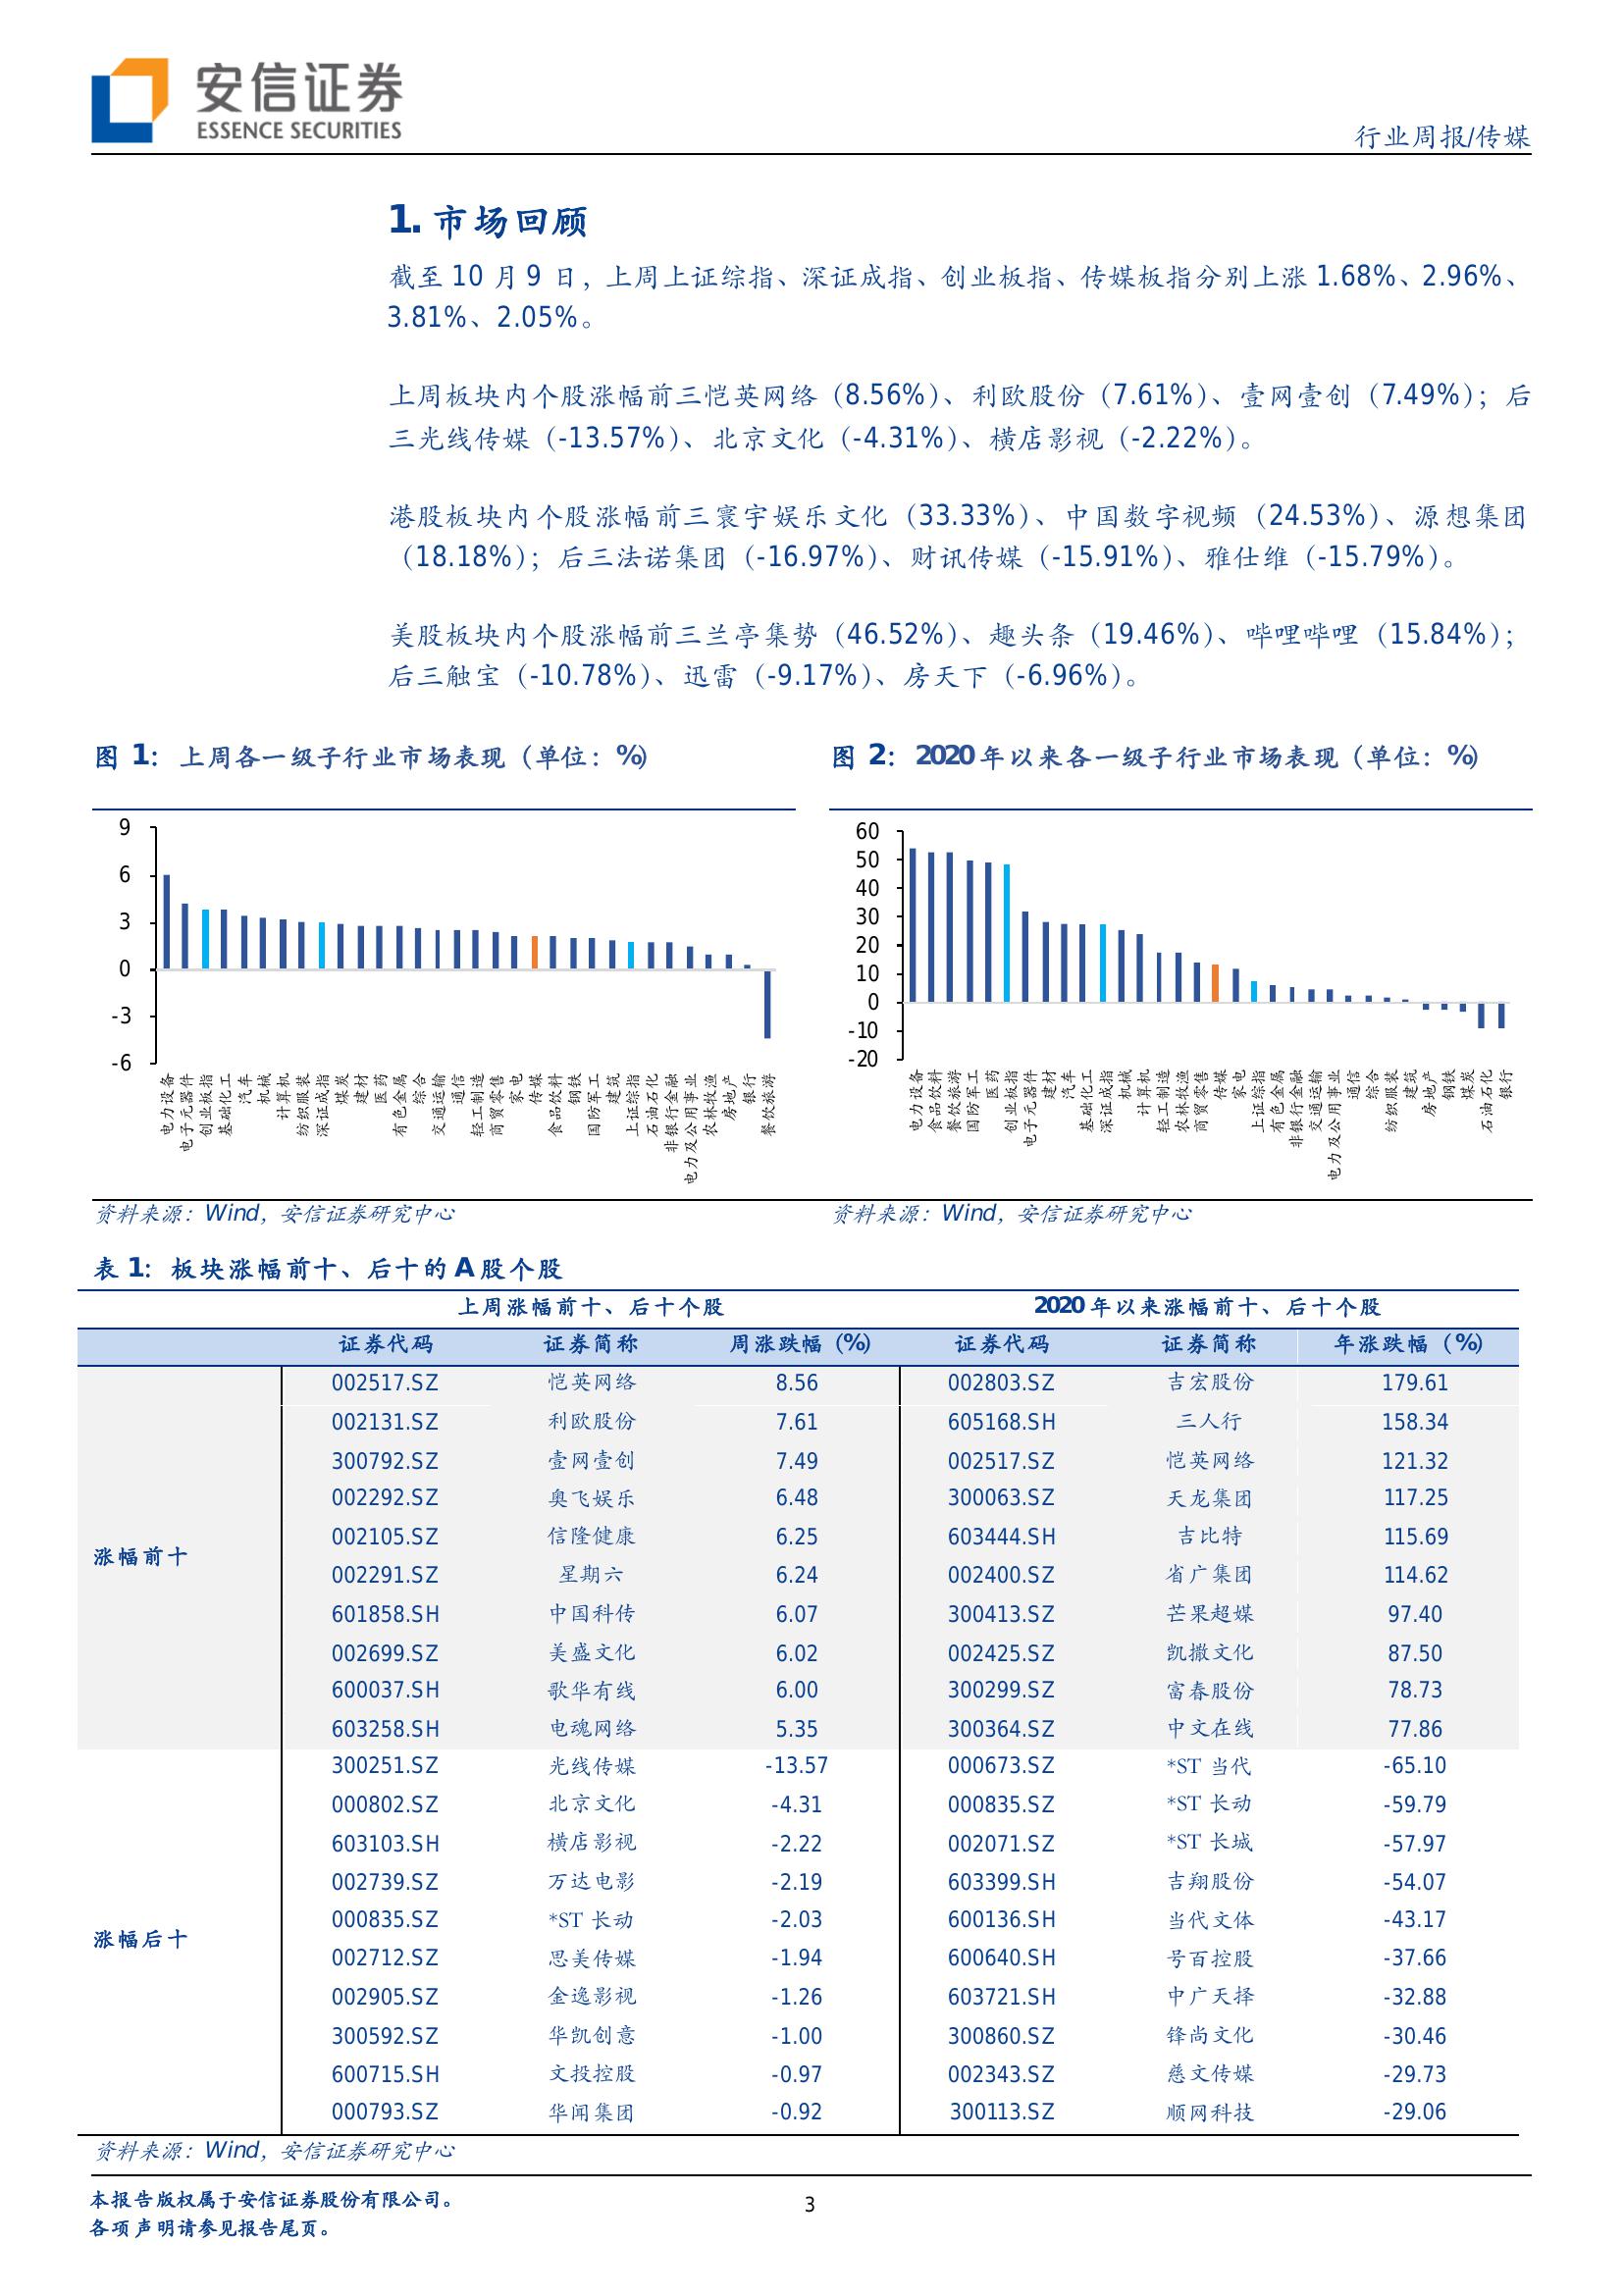 安信证券
ESSENCE SECURITIES
行业周报/传媒
1. 市场回顾
截至 10 月 9 日，上周上证综指、深证成指、创业板指、传媒板指分别上涨 1.68%、2.96%、
3.81%、2.05%。
上周板块内个股涨幅前三恺英网络（8.56%）、利欧股份（7.61%）、壹网壹创（7.49%）；后
三光线传媒（-13.57%）、北京文化（-4.31%）、横店影视（-2.22%）。
港股板块内个股涨幅前三寰宇娱乐文化（33.33%）、中国数字视频（24.53%）、源想集团
（18.18%）；后三法诺集团（-16.97%）、财讯传媒（-15.91%）、雅仕维（-15.79%）。
美股板块内个股涨幅前三兰亭集势（46.52%）、趣头条（19.46%）、哔哩哔哩（15.84%）；
后三触宝（-10.78%）、迅雷（-9.17%）、房天下（-6.96%）。
图 1：上周各一级子行业市场表现（单位：%）
9
6
3
0
-3
-6
电力设备
电子元器件
创业板指
基础化工
汽车
机械
计算机
纺织服装
深证成指
煤炭
建材
医药
有色金属
综合
交通运输
通信
轻工制造
商贸零售
家电
传媒
食品饮料
钢铁
国防军工
建筑
上证综指
石油石化
非银行金融
电力及公用事业
农林牧渔
房地产
银行
餐饮旅游
资料来源：Wind，安信证券研究中心
图 2：2020 年以来各一级子行业市场表现（单位：%）
60
50
40
30
20
10
0
-10
-20
电力设备
食品饮料
餐饮旅游
国防军工
医药
创业板指
电子元器件
建材
汽车
基础化工
深证成指
机械
计算机
轻工制造
农林牧渔
商贸零售
传媒
家电
上证综指
有色金属
非银行金融
交通运输
电力及公用事业
通信
综合
纺织服装
建筑
房地产
钢铁
煤炭
石油石化
银行
资料来源：Wind，安信证券研究中心
表 1：板块涨幅前十、后十的 A 股个股
上周涨幅前十、后十个股 2020 年以来涨幅前十、后十个股
证券代码 证券简称 周涨跌幅（%） 证券代码 证券简称 年涨跌幅（%）
涨幅前十
002517.SZ 恺英网络 8.56 002803.SZ 吉宏股份 179.61
002131.SZ 利欧股份 7.61 605168.SH 三人行 158.34
300792.SZ 壹网壹创 7.49 002517.SZ 恺英网络 121.32
002292.SZ 奥飞娱乐 6.48 300063.SZ 天龙集团 117.25
002105.SZ 信隆健康 6.25 603444.SH 吉比特 115.69
002291.SZ 星期六 6.24 002400.SZ 省广集团 114.62
601858.SH 中国科传 6.07 300413.SZ 芒果超媒 97.40
002699.SZ 美盛文化 6.02 002425.SZ 凯撒文化 87.50
600037.SH 歌华有线 6.00 300299.SZ 富春股份 78.73
603258.SH 电魂网络 5.35 300364.SZ 中文在线 77.86
涨幅后十
300251.SZ 光线传媒 -13.57 000673.SZ *ST 当代 -65.10
000802.SZ 北京文化 -4.31 000835.SZ *ST 长动 -59.79
603103.SH 横店影视 -2.22 002071.SZ *ST 长城 -57.97
002739.SZ 万达电影 -2.19 603399.SH 吉翔股份 -54.07
000835.SZ *ST 长动 -2.03 600136.SH 当代文体 -43.17
002712.SZ 思美传媒 -1.94 600640.SH 号百控股 -37.66
002905.SZ 金逸影视 -1.26 603721.SH 中广天择 -32.88
300592.SZ 华凯创意 -1.00 300860.SZ 锋尚文化 -30.46
600715.SH 文投控股 -0.97 002343.SZ 慈文传媒 -29.73
000793.SZ 华闻集团 -0.92 300113.SZ 顺网科技 -29.06
资料来源：Wind，安信证券研究中心
本报告版权属于安信证券股份有限公司。
各项声明请参见报告尾页。
3